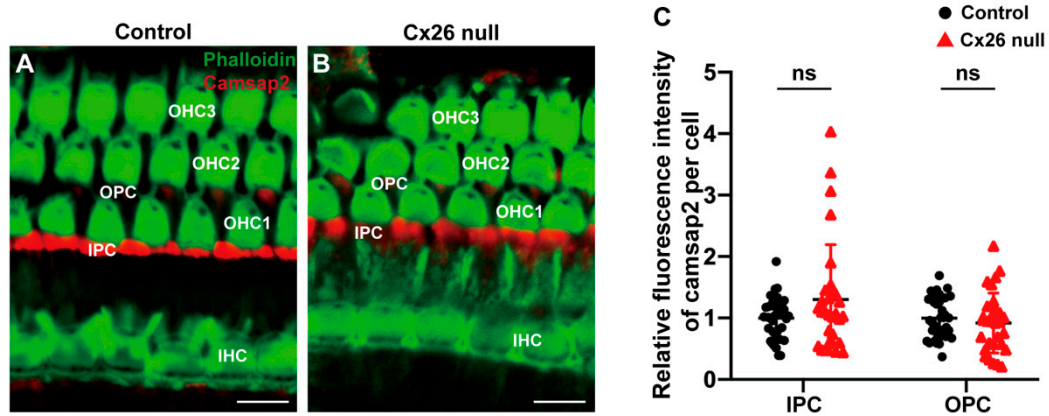 Control
Cx26 null
A
Phalloidin
Camsap2
OHC3
OHC2
OPC
OHC1
IPC
IHC
B
OHC3
OHC2
OPC
OHC1
IPC
IHC
C
Control
Cx26 null
Relative fluorescence intensity
of camsap2 per cell
5
4
3
2
1
0
ns
ns
IPC
OPC